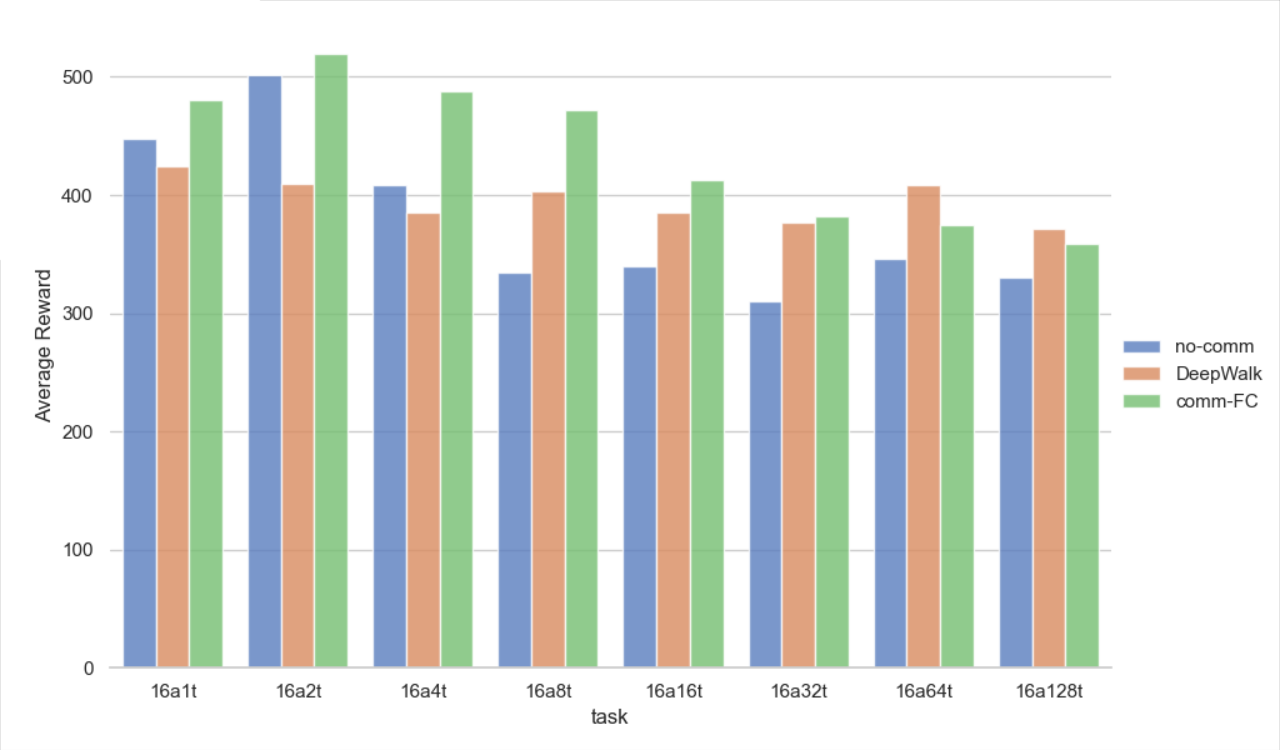 500
400
300
200
100
0
Average Reward
16a1t 16a2t 16a4t 16a8t 16a16t 16a32t 16a64t 16a128t
task
no-comm
DeepWalk
comm-FC